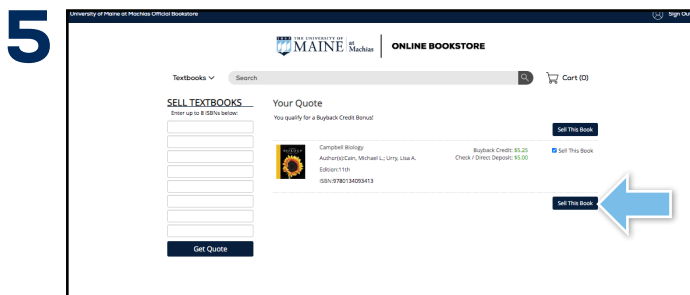 5
University of Maine at Machias Official Bookstore
Sign Ou
THE UNIVERSITY OF
MAINE at Machias
ONLINE BOOKSTORE
Textbooks
Search
Cart (0)
SELL TEXTBOOKS
Enter up to 8 ISBNs below:
Get Quote
Your Quote
You qualify for a Buyback Credit Bonus!
Sell This Book
Campbell Biology
Author(s):Cain, Michael L.; Urry, Lisa A.
Edition:11th
ISBN:9780134093413
Buyback Credit: $5.25
Check / Direct Deposit: $5.00
Sell This Book
Sell This Book